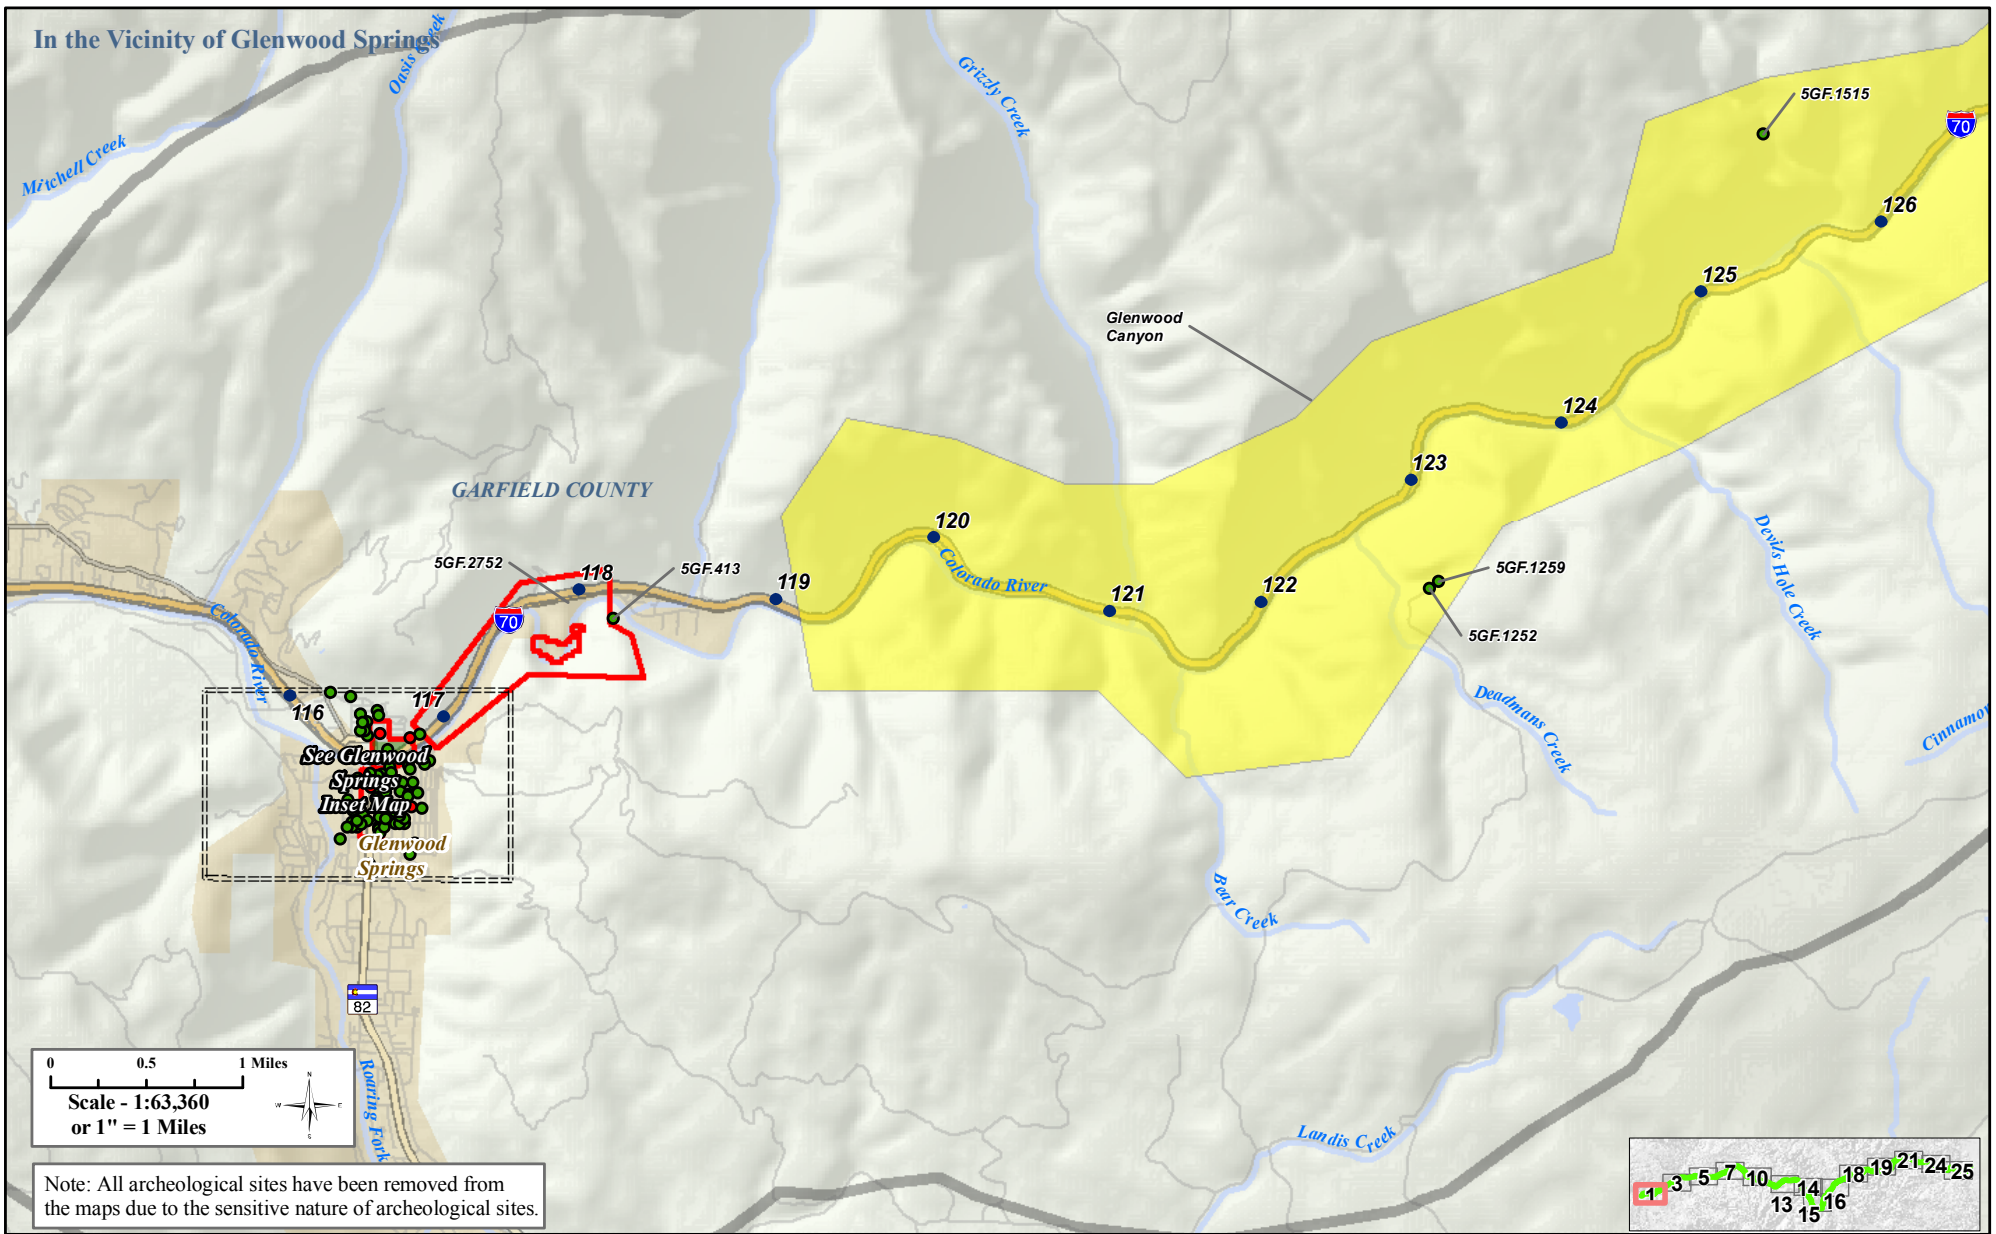 In the Vicinity of Glenwood Springs
Oasis Creek
Grizzly Creek
5GF.1515
70
Mitchell Creek
126
125
Glenwood
Canyon
124
123
GARFIELD COUNTY
120
Devils Hole Creek
5GF.2752
118
5GF.413
119
Colorado River
121
122
5GF.1259
5GF.1252
70
Colorado River
117
116
Deadmans Creek
Cinnamo
See Glenwood
Springs
Inset Map
Glenwood
Springs
Bear Creek
82
Roaring Fork
0 0.5 1 Miles
Scale - 1:63,360
or 1" = 1 Miles
N
W E
S
Landis Creek
Note: All archeological sites have been removed from
the maps due to the sensitive nature of archeological sites.
1 3 5 7 10 13 14 15 16 18 19 21 24 25